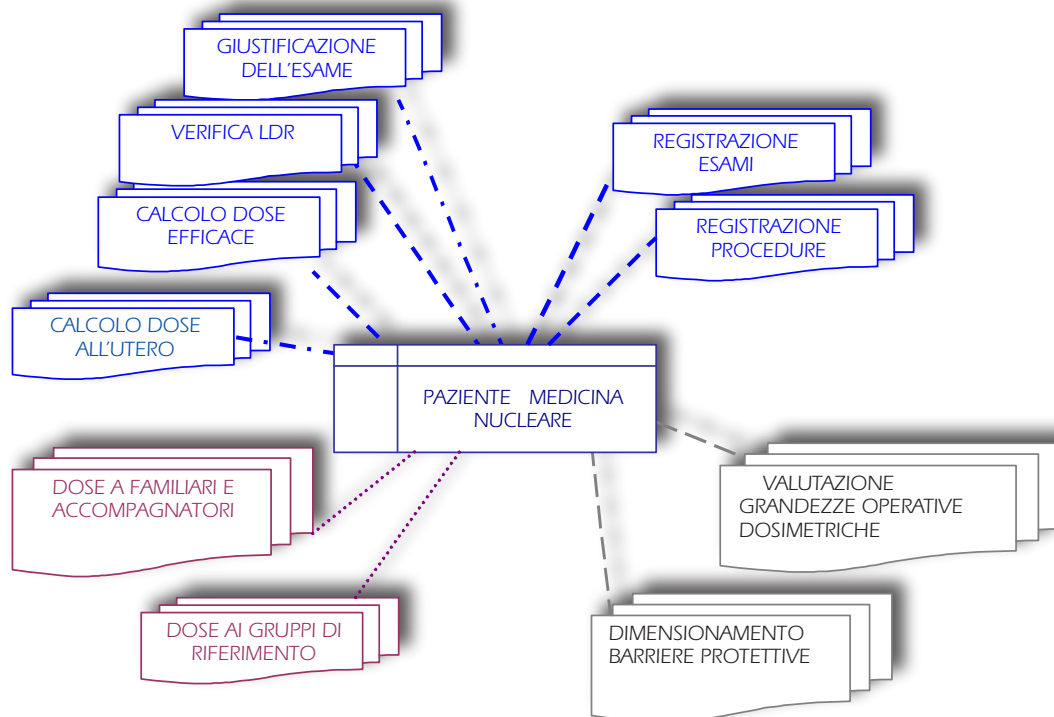 GIUSTIFICAZIONE
DELL'ESAME
VERIFICA LDR
CALCOLO DOSE
EFFICACE
CALCOLO DOSE
ALL'UTERO
REGISTRAZIONE
ESAMI
REGISTRAZIONE
PROCEDURE
PAZIENTE MEDICINA
NUCLEARE
DOSE A FAMILIARI E
ACCOMPAGNATORI
DOSE AI GRUPPI DI
RIFERIMENTO
VALUTAZIONE
GRANDEZZE OPERATIVE
DOSIMETRICHE
DIMENSIONAMENTO
BARRIERE PROTETTIVE